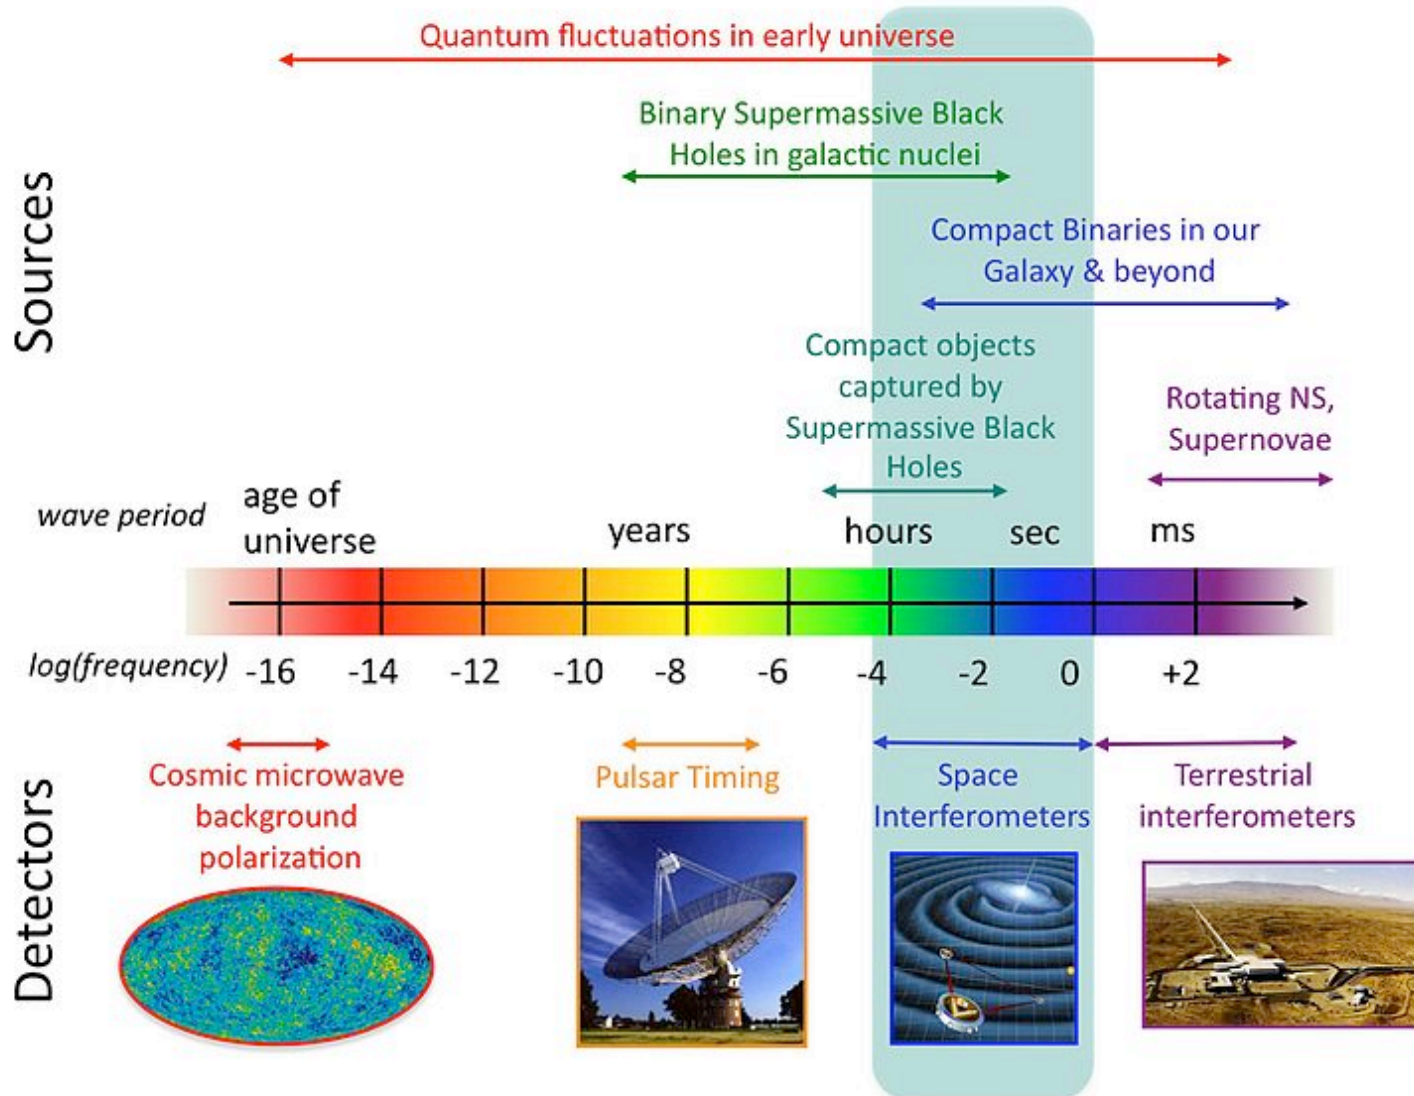 Quantum fluctuations in early universe
Binary Supermassive Black
Holes in galactic nuclei
Compact Binaries in our
Galaxy & beyond
Compact objects
captured by
Supermassive Black
Holes
Rotating NS,
Supernovae
Sources
wave period
age of
universe
years
hours
sec
ms
log(frequency)
-16
-14
-12
-10
-8
-6
-4
-2
0
+2
Detectors
Cosmic microwave
background
polarization
Pulsar Timing
Space
Interferometers
Terrestrial
interferometers